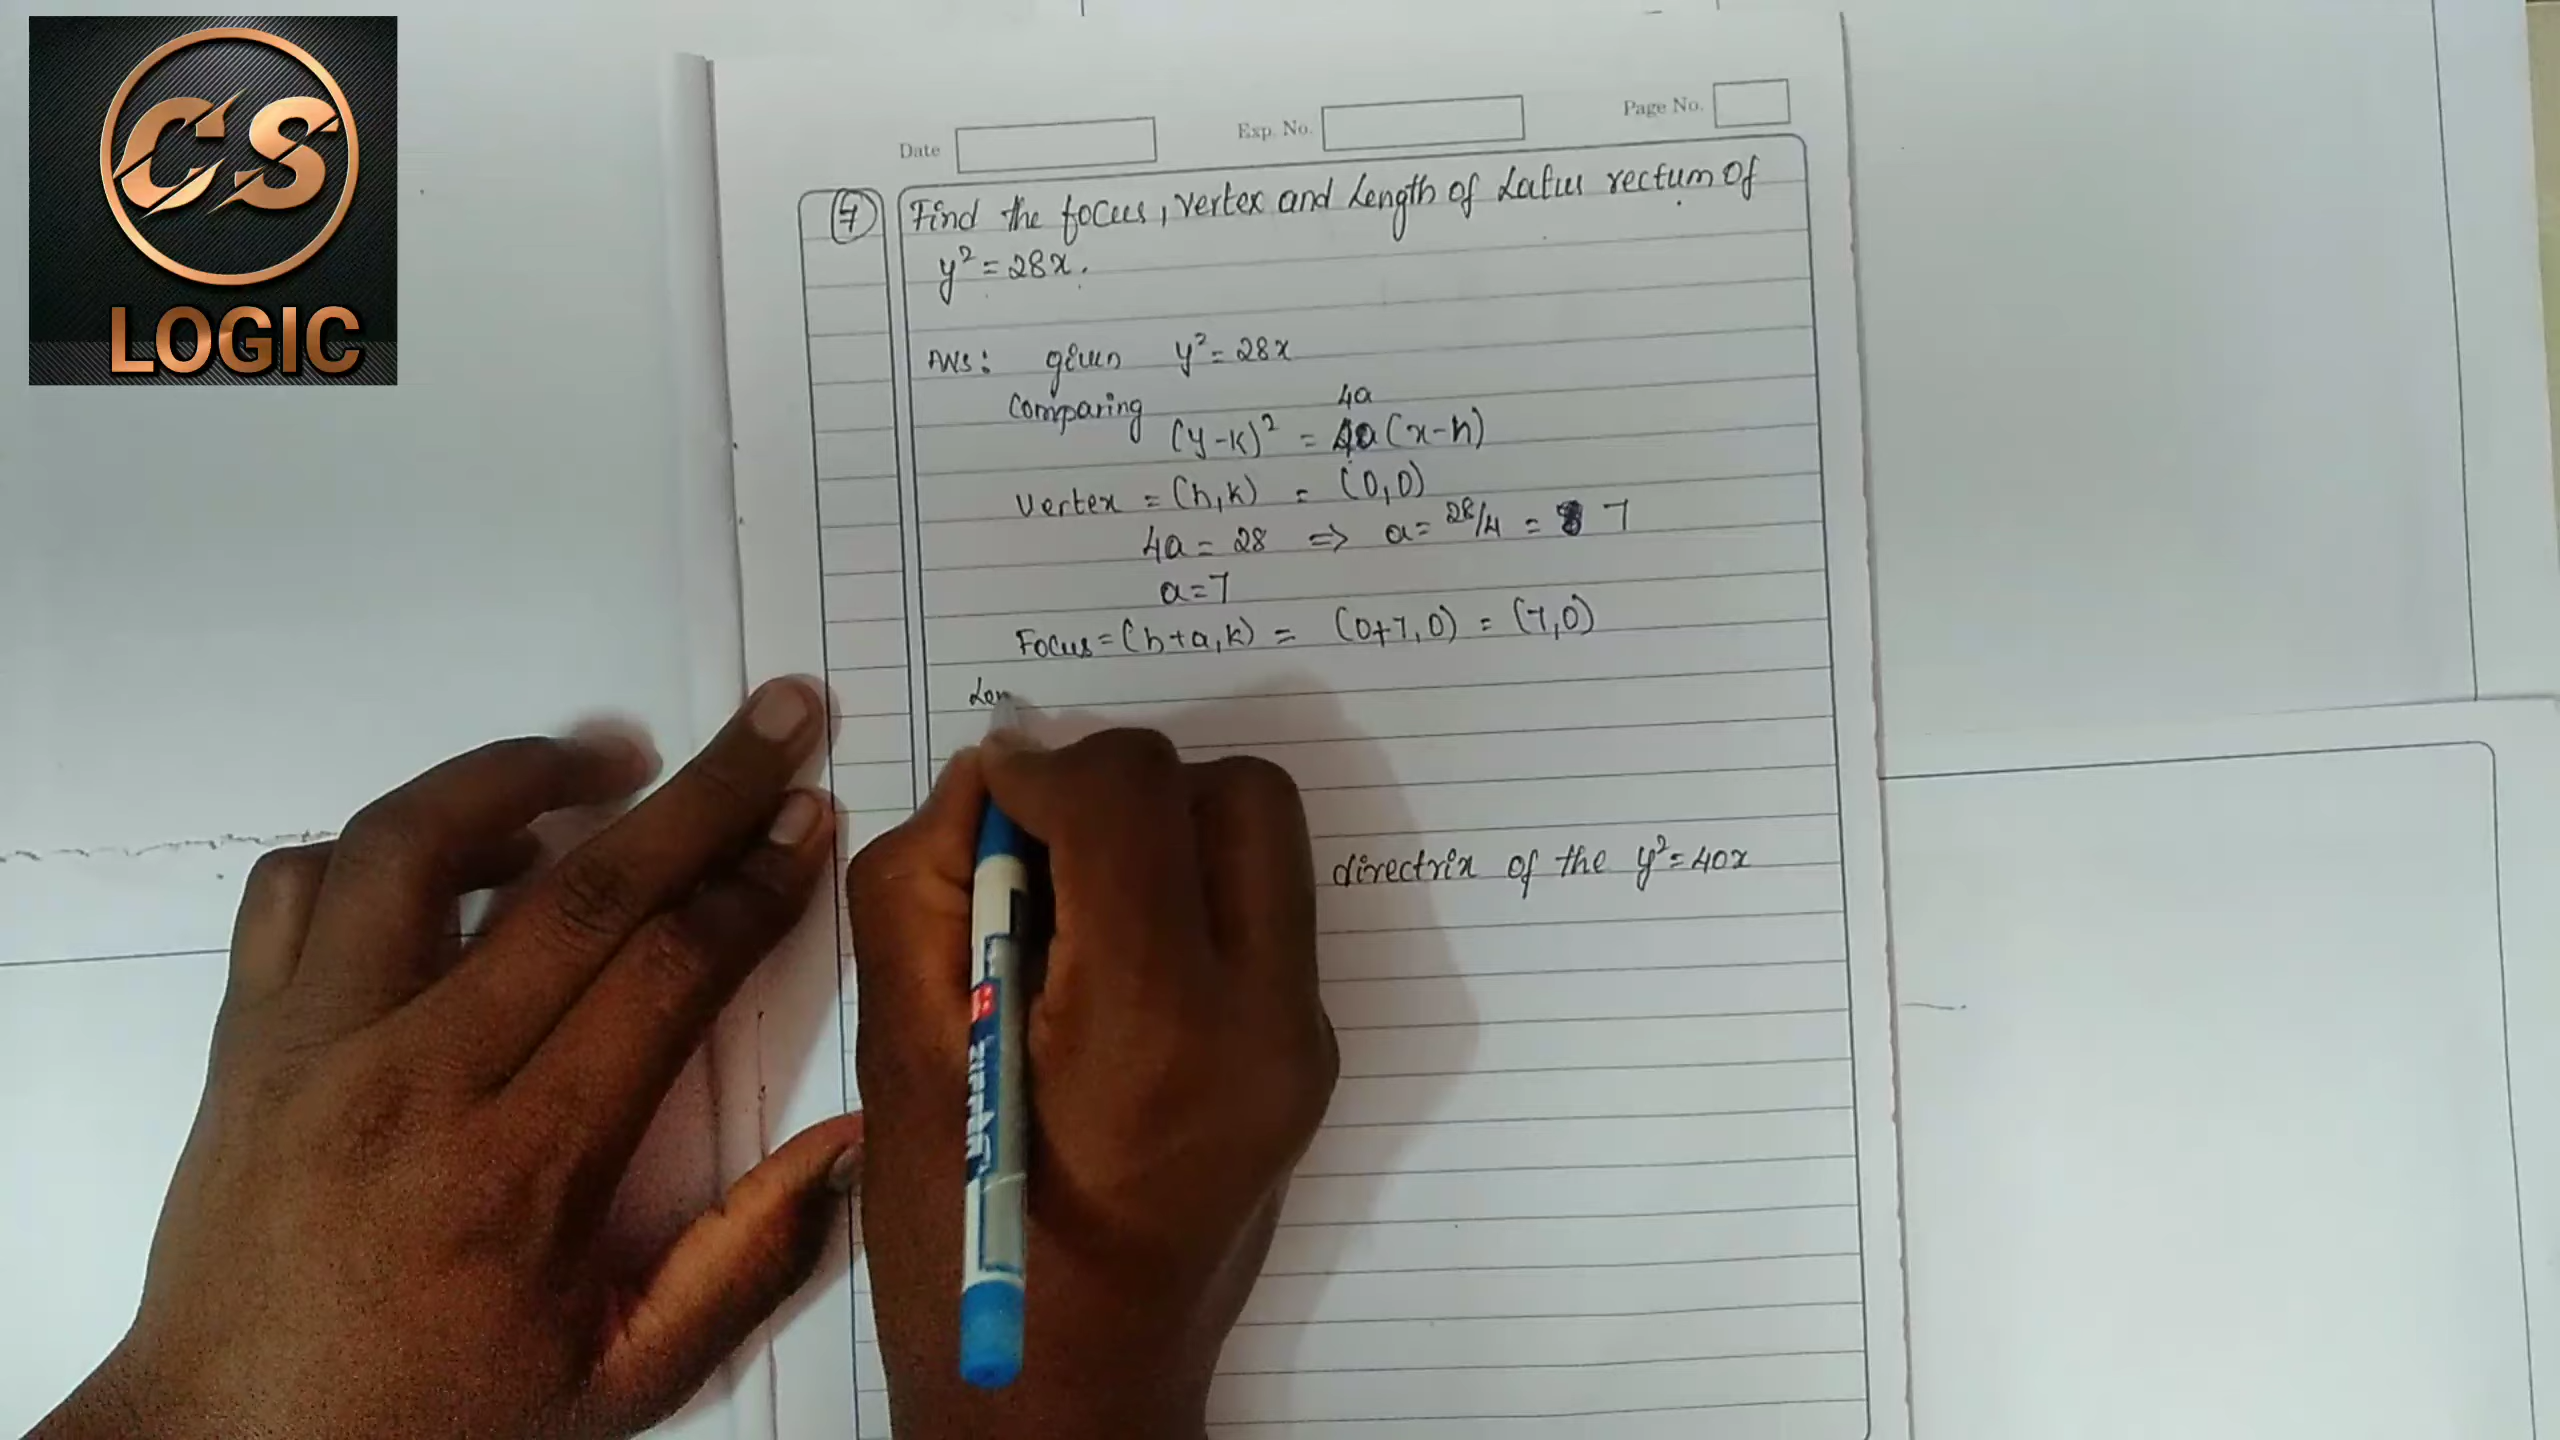 CS
LOGIC
Date
Exp. No.
Page No.
7 Find the focus, vertex and Length of Latus rectum of
y² = 28x.
Ans: given y² = 28x
Comparing
4a
(y-k)² = 4a(x-h)
Vertex = (h,k) = (0,0)
4a = 28 => a = 28/4 = 7
a=7
Focus = (h+a,k) = (0+7,0) = (7,0)
Len
directrix of the y² = 40x